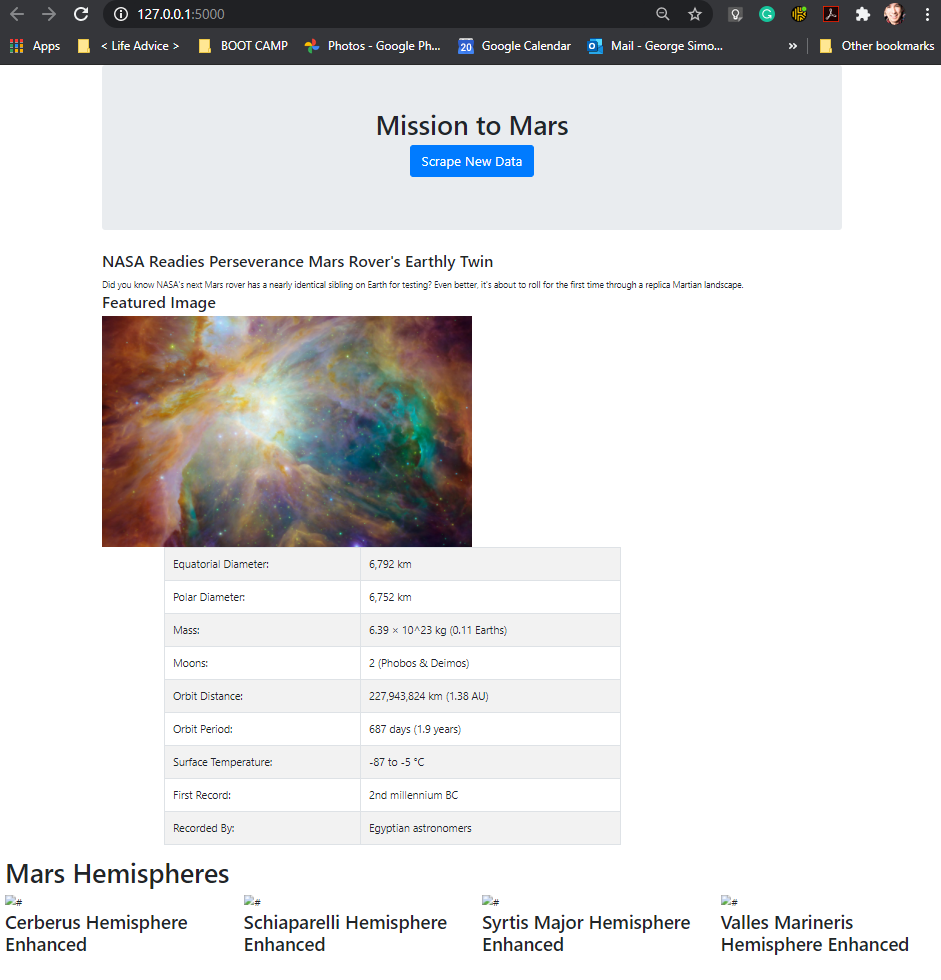 127.0.0.1:5000
Apps
< Life Advice >
BOOT CAMP
Photos - Google Ph...
20
Google Calendar
Mail - George Simo...
»
Other bookmarks
Mission to Mars
Scrape New Data
NASA Readies Perseverance Mars Rover's Earthly Twin
Did you know NASA's next Mars rover has a nearly identical sibling on Earth for testing? Even better, it's about to roll for the first time through a replica Martian landscape.
Featured Image
Equatorial Diameter: 6,792 km
Polar Diameter: 6,752 km
Mass: 6.39 × 10^23 kg (0.11 Earths)
Moons: 2 (Phobos & Deimos)
Orbit Distance: 227,943,824 km (1.38 AU)
Orbit Period: 687 days (1.9 years)
Surface Temperature: -87 to -5 °C
First Record: 2nd millennium BC
Recorded By: Egyptian astronomers
Mars Hemispheres
#
Cerberus Hemisphere
Enhanced
#
Schiaparelli Hemisphere
Enhanced
#
Syrtis Major Hemisphere
Enhanced
#
Valles Marineris
Hemisphere Enhanced